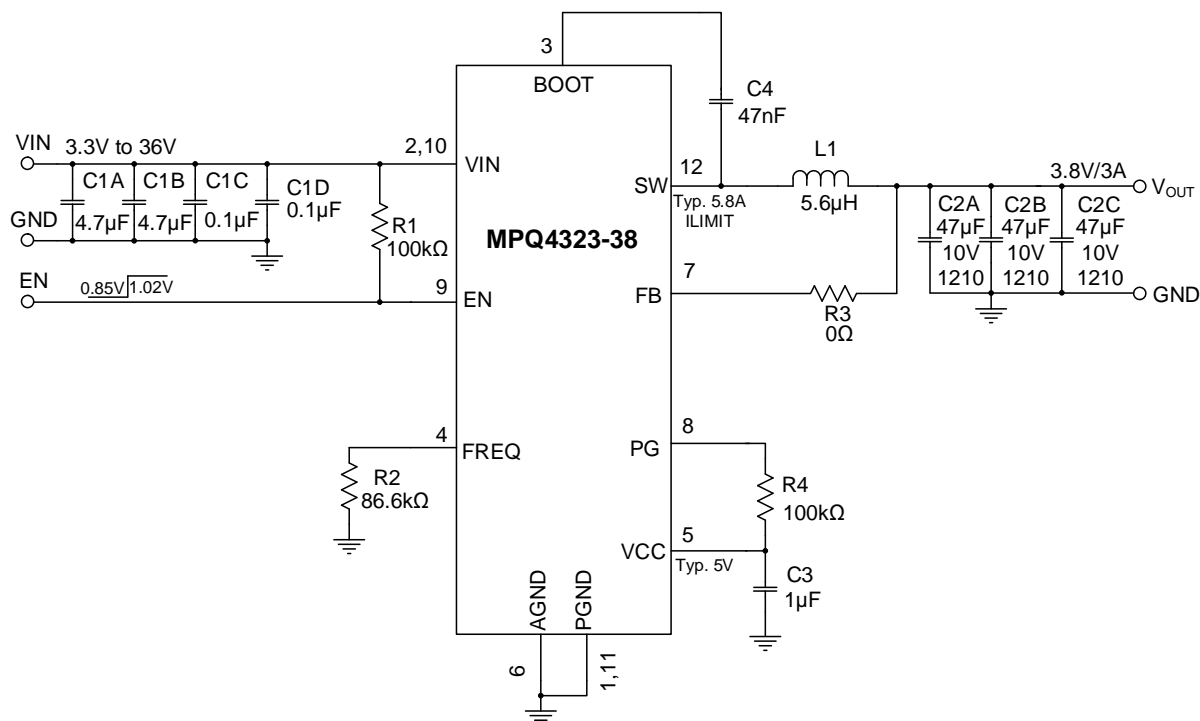 3
BOOT
C4
47nF
VIN
3.3V to 36V
2,10
VIN
12
L1
3.8V/3A
VOUT
C1A
C1B
C1C
C1D
0.1µF
4.7µF
4.7µF
0.1µF
GND
SW
Typ. 5.8A
ILIMIT
5.6µH
C2A
47µF
10V
1210
C2B
47µF
10V
1210
C2C
47µF
10V
1210
R1
100kΩ
MPQ4323-38
7
EN
0.85V
1.02V
9
EN
FB
R3
0Ω
GND
4
FREQ
R2
86.6kΩ
8
PG
R4
100kΩ
5
VCC
Typ. 5V
C3
1µF
AGND
PGND
6
1,11